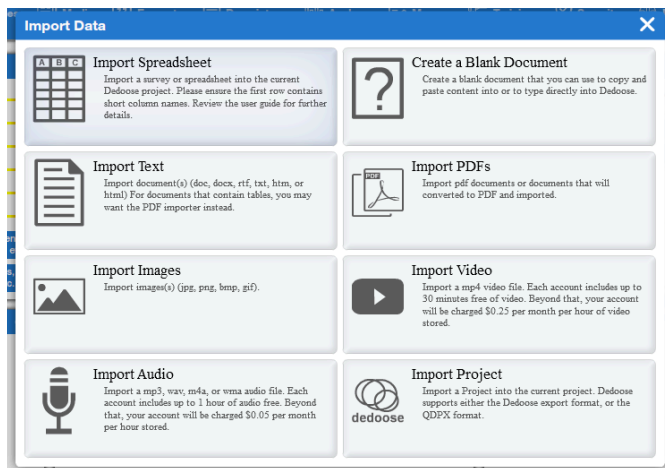 Import Data
A B C
Import Spreadsheet
Import a survey or spreadsheet into the current
Dedoose project. Please ensure the first row contains
short column names. Review the user guide for further
details.
Create a Blank Document
Create a blank document that you can use to copy and
paste content into or to type directly into Dedoose.
Import Text
Import document(s) (doc, docx, rtf, txt, htm, or
html) For documents that contain tables, you may
want the PDF importer instead.
PDF
Import PDFs
Import pdf documents or documents that will
converted to PDF and imported.
Import Images
Import images(s) (jpg, png, bmp, gif).
Import Video
Import a mp4 video file. Each account includes up to
30 minutes free of video. Beyond that, your account
will be charged $0.25 per month per hour of video
stored.
Import Audio
Import a mp3, wav, m4a, or wma audio file. Each
account includes up to 1 hour of audio free. Beyond
that, your account will be charged $0.05 per month
per hour stored.
dedoose
Import Project
Import a Project into the current project. Dedoose
supports either the Dedoose export format, or the
QDPX format.